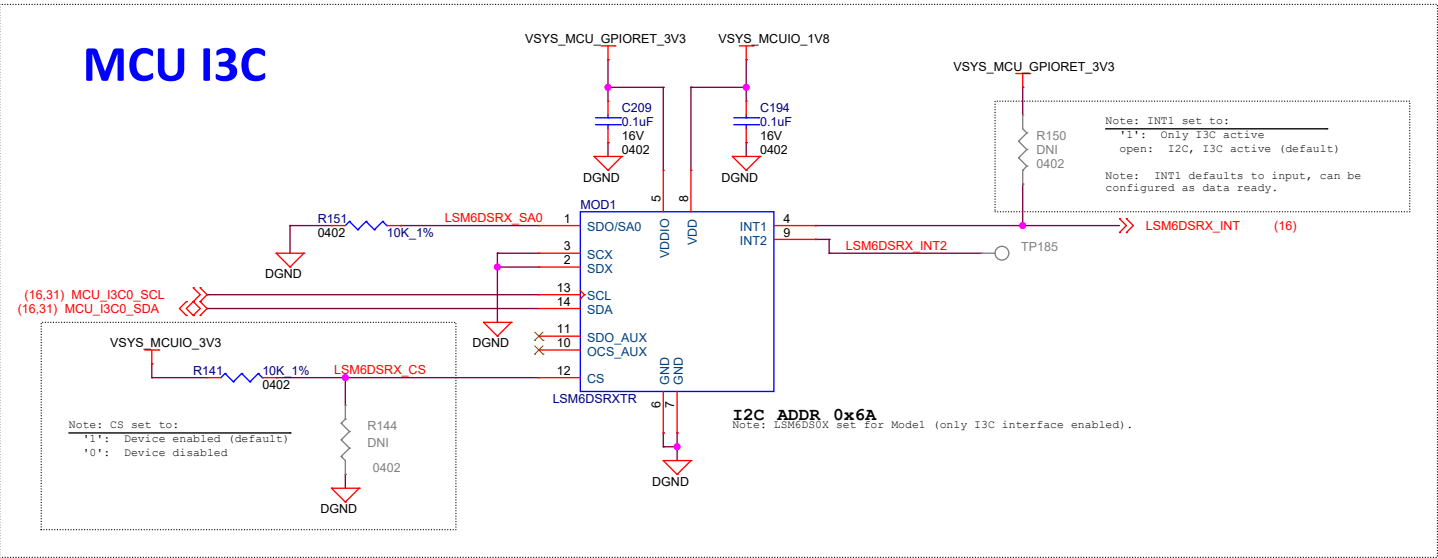 MCU I3C
VSYS_MCU_GPIORET_3V3
VSYS_MCUIO_1V8
VSYS_MCU_GPIORET_3V3
C209
0.1uF
16V
0402
DGND
C194
0.1uF
16V
0402
DGND
R150
DNI
0402
Note: INT1 set to:
'1': Only I3C active
open: I2C, I3C active (default)
Note: INT1 defaults to input, can be
configured as data ready.
R151
0402
10K_1%
LSM6DSRX_SA0
DGND
MOD1
1
SDO/SA0
3
SCX
2
SDX
13
SCL
14
SDA
11
SDO_AUX
10
OCS_AUX
12
CS
5
VDDIO
8
VDD
4
INT1
9
INT2
6
GND
7
GND
LSM6DSRXTR
LSM6DSRX_INT (16)
LSM6DSRX_INT2
TP185
(16,31) MCU_I3C0_SCL
(16,31) MCU_I3C0_SDA
DGND
VSYS_MCUIO_3V3
R141
10K_1%
0402
LSM6DSRX_CS
Note: CS set to:
'1': Device enabled (default)
'0': Device disabled
R144
DNI
0402
DGND
I2C ADDR 0x6A
Note: LSM6DS0X set for Mode1 (only I3C interface enabled).
DGND